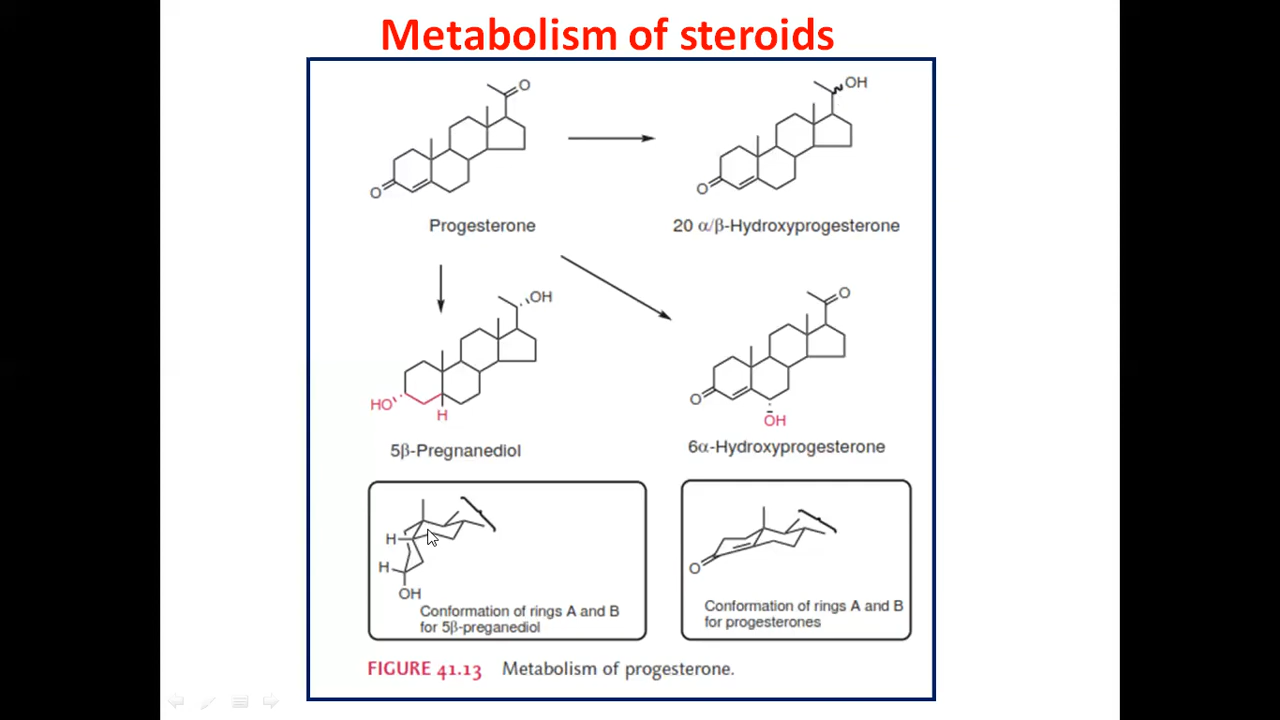 Metabolism of steroids
O
OH
O
O
Progesterone
20 α/β-Hydroxyprogesterone
OH
O
HO
H
O
OH
5β-Pregnanediol
6α-Hydroxyprogesterone
H
H
OH
O
Conformation of rings A and B
for 5β-preganediol
Conformation of rings A and B
for progesterones
FIGURE 41.13 Metabolism of progesterone.